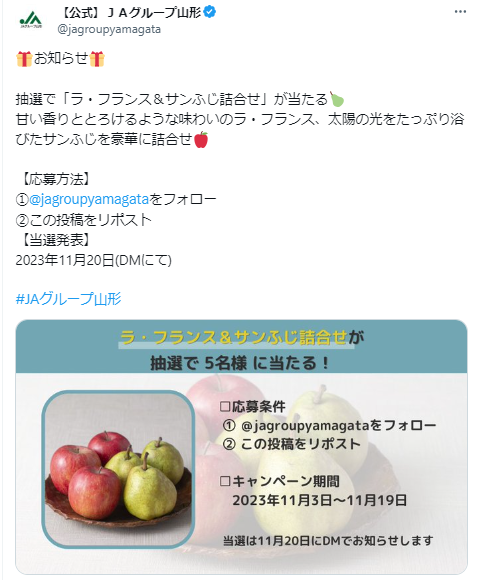 【公式】ＪＡグループ山形
@jagroupyamagata
JA
JAグループ山形
🎁お知らせ🎁
抽選で「ラ・フランス＆サンふじ詰合せ」が当たる🍐
甘い香りととろけるような味わいのラ・フランス、太陽の光をたっぷり浴
びたサンふじを豪華に詰合せ🍎
【応募方法】
①@jagroupyamagataをフォロー
②この投稿をリポスト
【当選発表】
2023年11月20日(DMにて)
#JAグループ山形
ラ・フランス＆サンふじ詰合せが
抽選で 5名様 に当たる！
□応募条件
① @jagroupyamagataをフォロー
② この投稿をリポスト
□キャンペーン期間
2023年11月3日～11月19日
当選は11月20日にDMでお知らせします